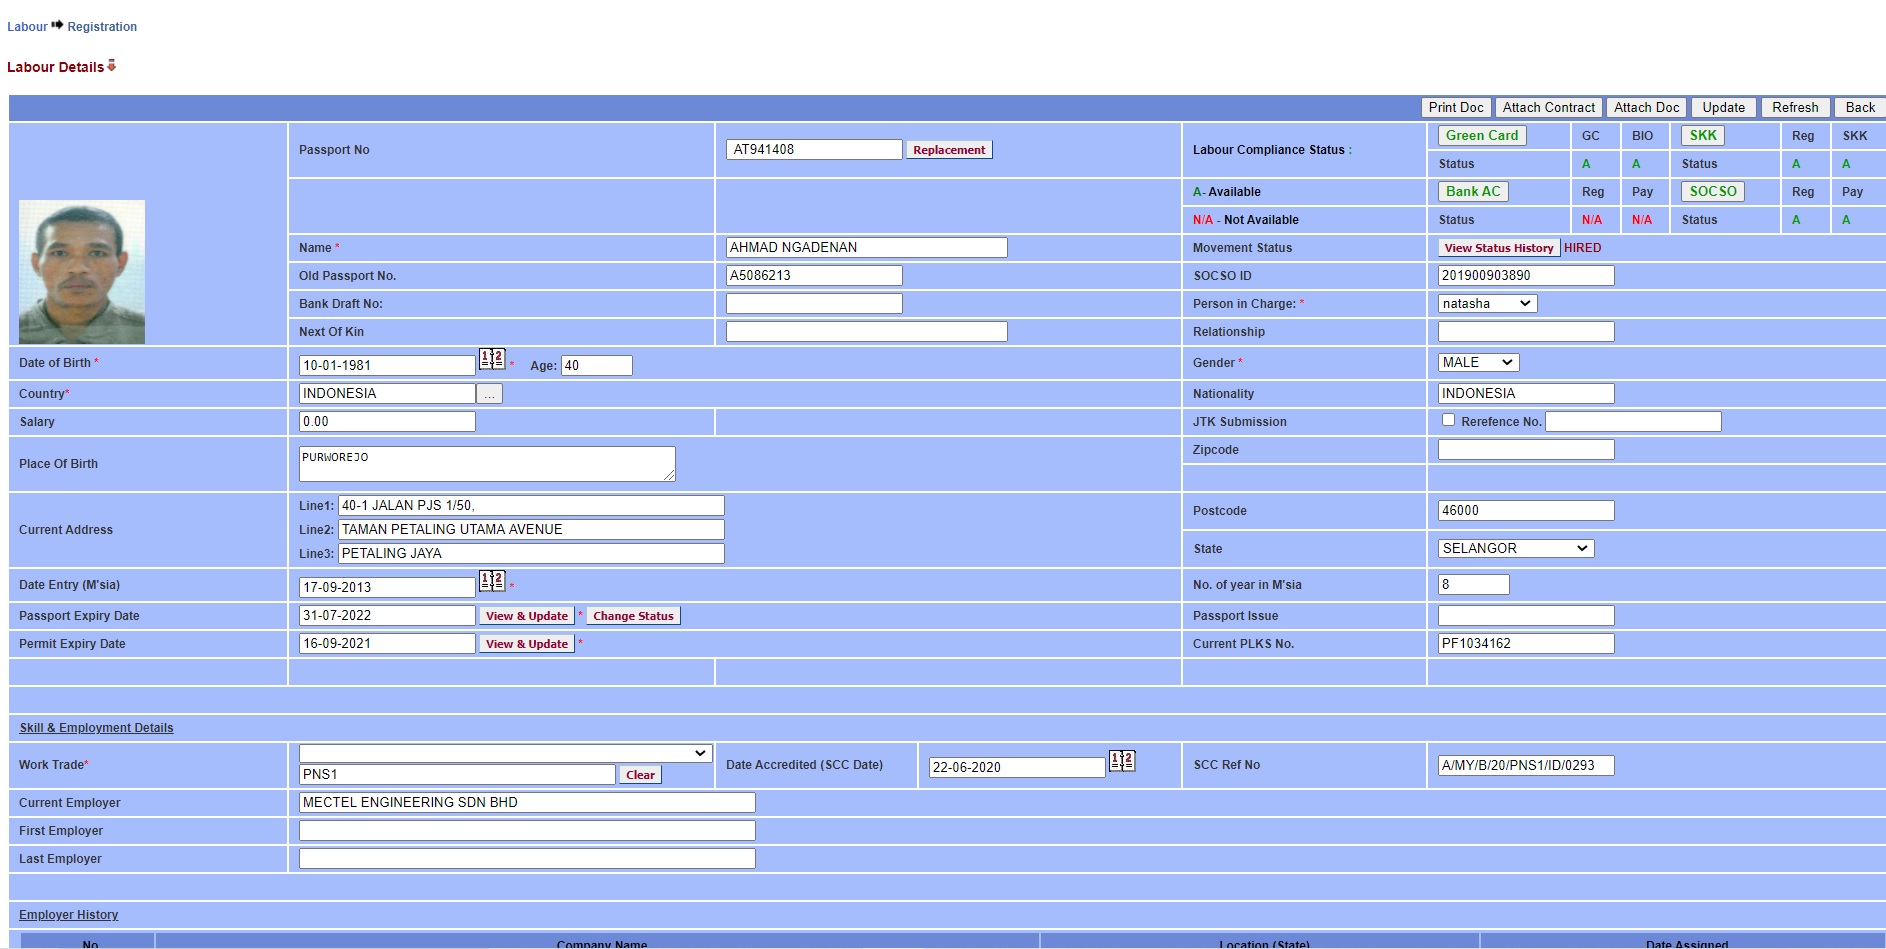 Labour Registration
Labour Details
Print Doc Attach Contract Attach Doc Update Refresh Back
Passport No AT941408 Replacement Labour Compliance Status : Green Card GC BIO SKK Reg SKK
Status A A Status A A
A- Available Bank AC Reg Pay SOCSO Reg Pay
N/A - Not Available Status N/A N/A Status A A
Name * AHMAD NGADENAN Movement Status View Status History HIRED
Old Passport No. A5086213 SOCSO ID 201900903890
Bank Draft No: Person in Charge: * natasha
Next Of Kin Relationship
Date of Birth * 10-01-1981 12 * Age: 40 Gender * MALE
Country* INDONESIA ... Nationality INDONESIA
Salary 0.00 JTK Submission Rerefence No.
Place Of Birth PURWOREJO Zipcode
Current Address Line1: 40-1 JALAN PJS 1/50, Postcode 46000
Line2: TAMAN PETALING UTAMA AVENUE
Line3: PETALING JAYA State SELANGOR
Date Entry (M'sia) 17-09-2013 12 * No. of year in M'sia 8
Passport Expiry Date 31-07-2022 View & Update * Change Status Passport Issue
Permit Expiry Date 16-09-2021 View & Update * Current PLKS No. PF1034162
Skill & Employment Details
Work Trade* PNS1 Clear Date Accredited (SCC Date) 22-06-2020 12 SCC Ref No A/MY/B/20/PNS1/ID/0293
Current Employer MECTEL ENGINEERING SDN BHD
First Employer
Last Employer
Employer History
No Company Name Location (State) Date Assigned